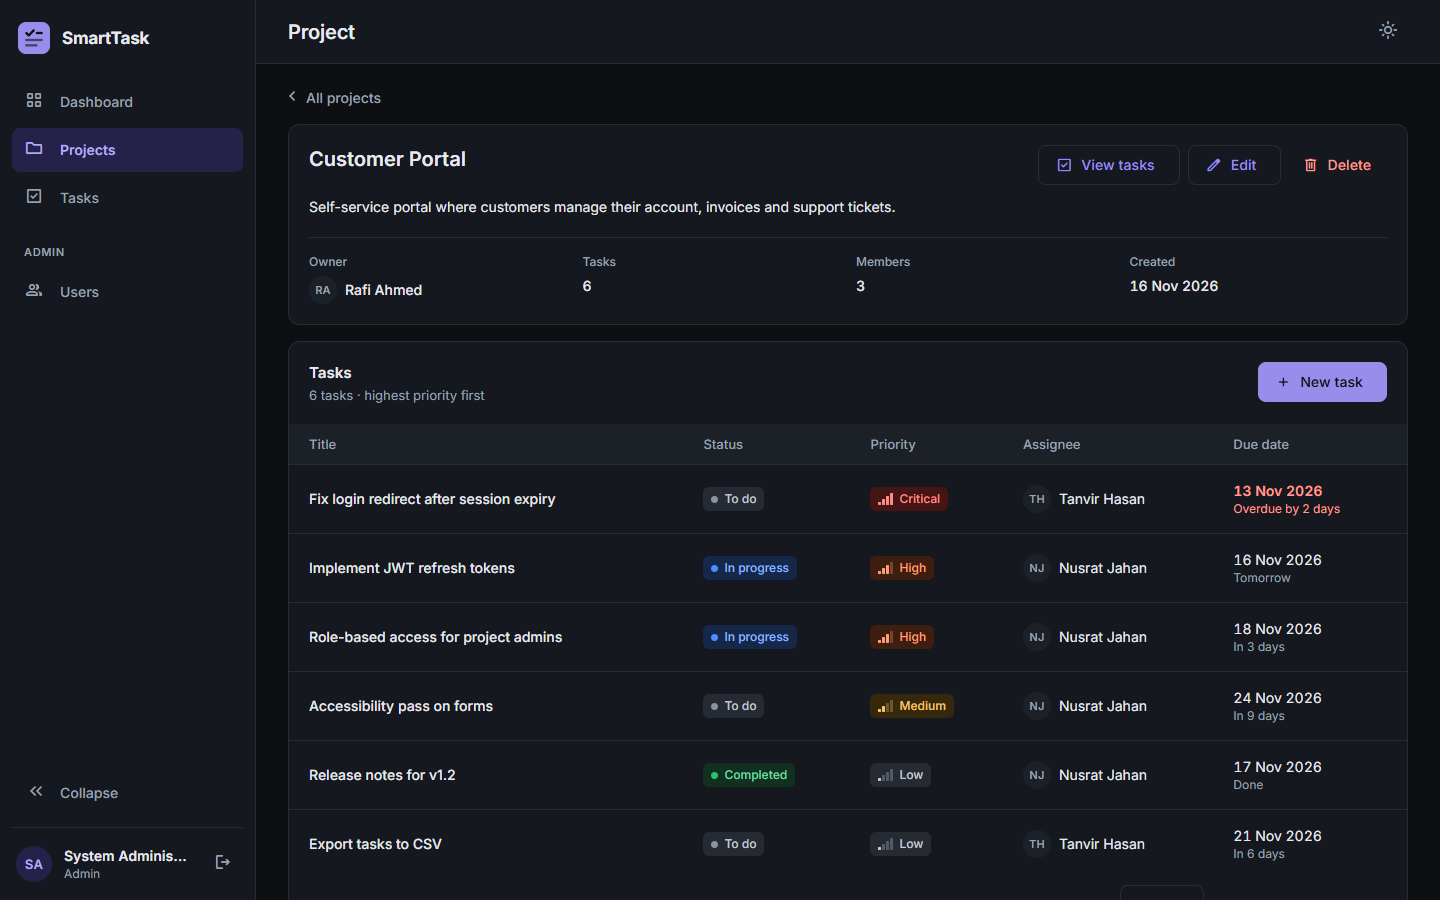 SmartTask
Dashboard
Projects
Tasks
ADMIN
Users
Collapse
SA
System Adminis...
Admin
Project
All projects
Customer Portal
View tasks
Edit
Delete
Self-service portal where customers manage their account, invoices and support tickets.
Owner
RA Rafi Ahmed
Tasks
6
Members
3
Created
16 Nov 2026
Tasks
6 tasks · highest priority first
+ New task
Title Status Priority Assignee Due date
Fix login redirect after session expiry To do Critical TH Tanvir Hasan 13 Nov 2026
Overdue by 2 days
Implement JWT refresh tokens In progress High NJ Nusrat Jahan 16 Nov 2026
Tomorrow
Role-based access for project admins In progress High NJ Nusrat Jahan 18 Nov 2026
In 3 days
Accessibility pass on forms To do Medium NJ Nusrat Jahan 24 Nov 2026
In 9 days
Release notes for v1.2 Completed Low NJ Nusrat Jahan 17 Nov 2026
Done
Export tasks to CSV To do Low TH Tanvir Hasan 21 Nov 2026
In 6 days